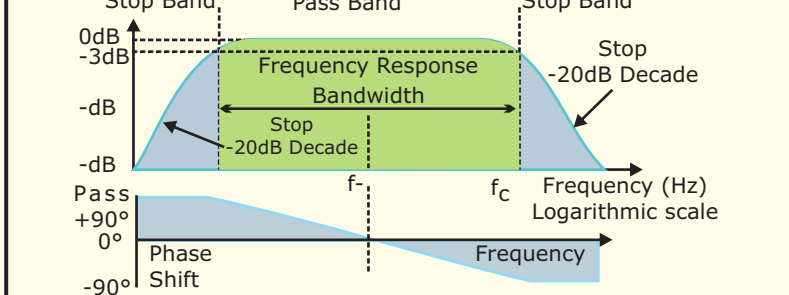 Stop Band
Pass Band
Stop Band
0dB
-3dB
Frequency Response
Bandwidth
Stop
-20dB Decade
-dB
Stop
-20dB Decade
-dB
f-
fC
Frequency (Hz)
Logarithmic scale
Pass
+90°
0°
Phase
Shift
Frequency
-90°